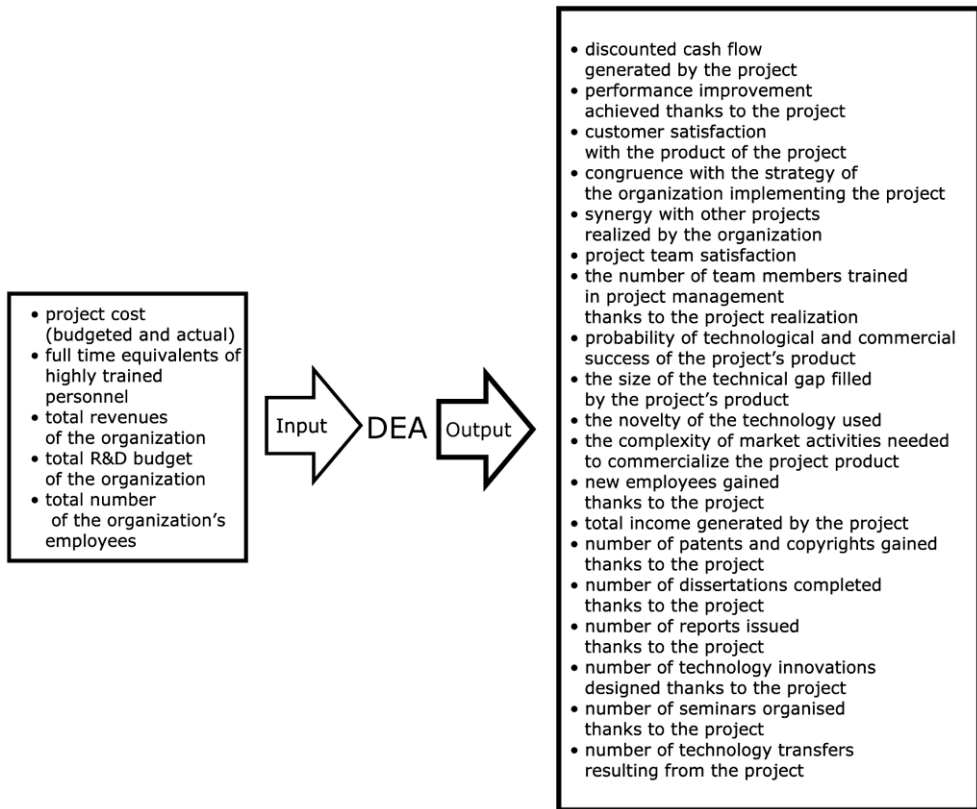 • project cost
(budgeted and actual)
• full time equivalents of
highly trained
personnel
• total revenues
of the organization
• total R&D budget
of the organization
• total number
of the organization's
employees
Input
DEA
Output
• discounted cash flow
generated by the project
• performance improvement
achieved thanks to the project
• customer satisfaction
with the product of the project
• congruence with the strategy of
the organization implementing the project
• synergy with other projects
realized by the organization
• project team satisfaction
• the number of team members trained
in project management
thanks to the project realization
• probability of technological and commercial
success of the project's product
• the size of the technical gap filled
by the project's product
• the novelty of the technology used
• the complexity of market activities needed
to commercialize the project product
• new employees gained
thanks to the project
• total income generated by the project
• number of patents and copyrights gained
thanks to the project
• number of dissertations completed
thanks to the project
• number of reports issued
thanks to the project
• number of technology innovations
designed thanks to the project
• number of seminars organised
thanks to the project
• number of technology transfers
resulting from the project